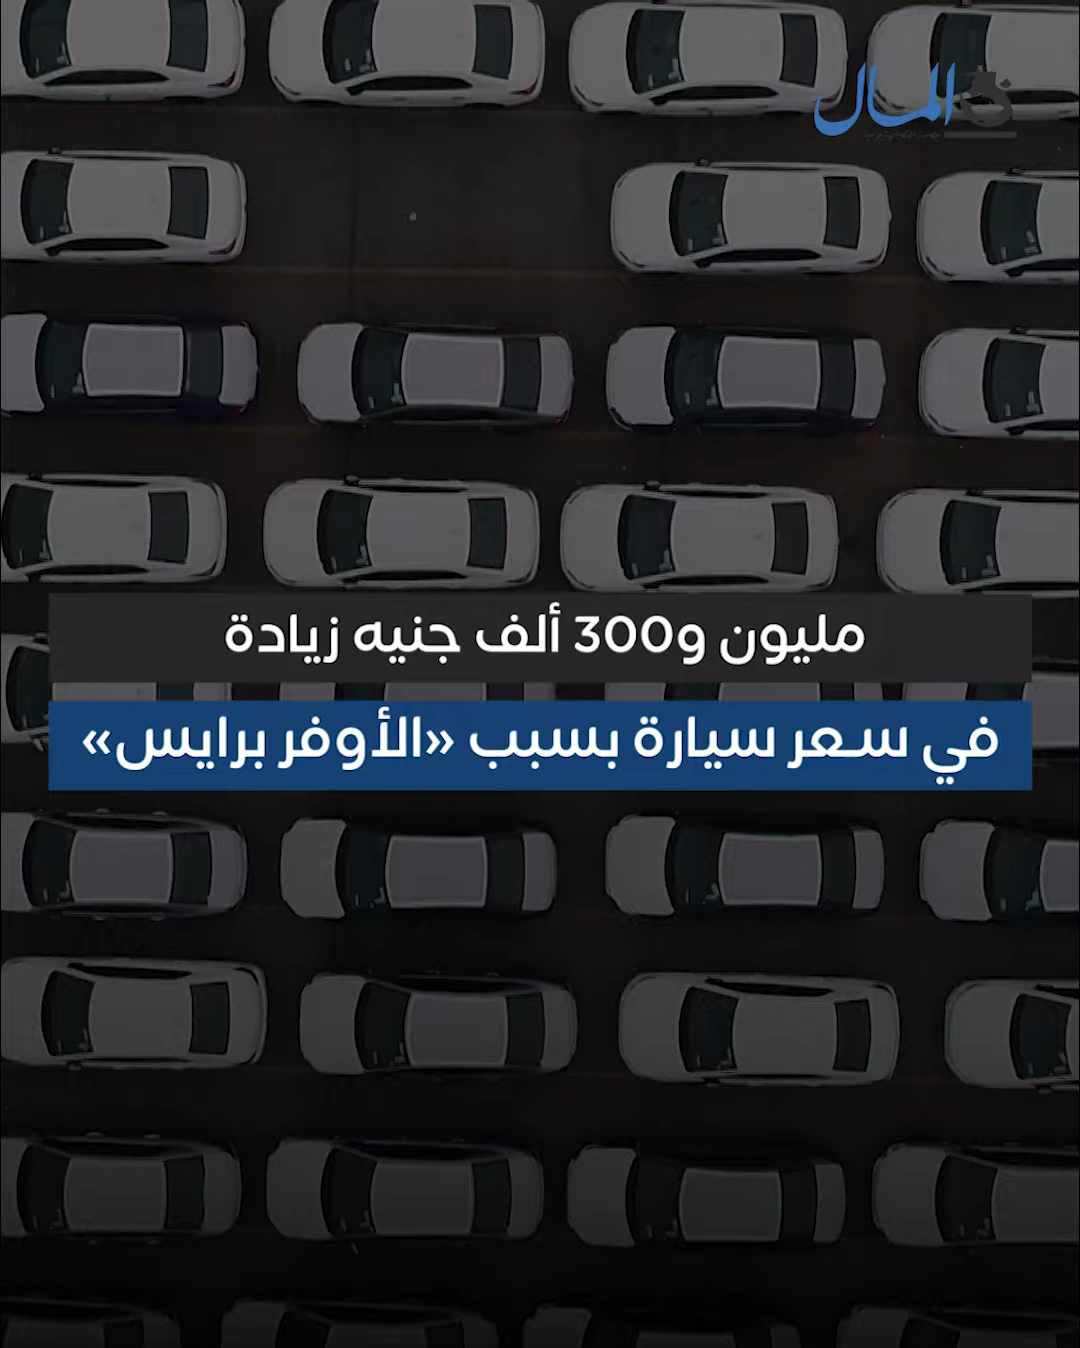 المال
مليون و300 ألف جنيه زيادة
في سعر سيارة بسبب «الأوفر برايس»